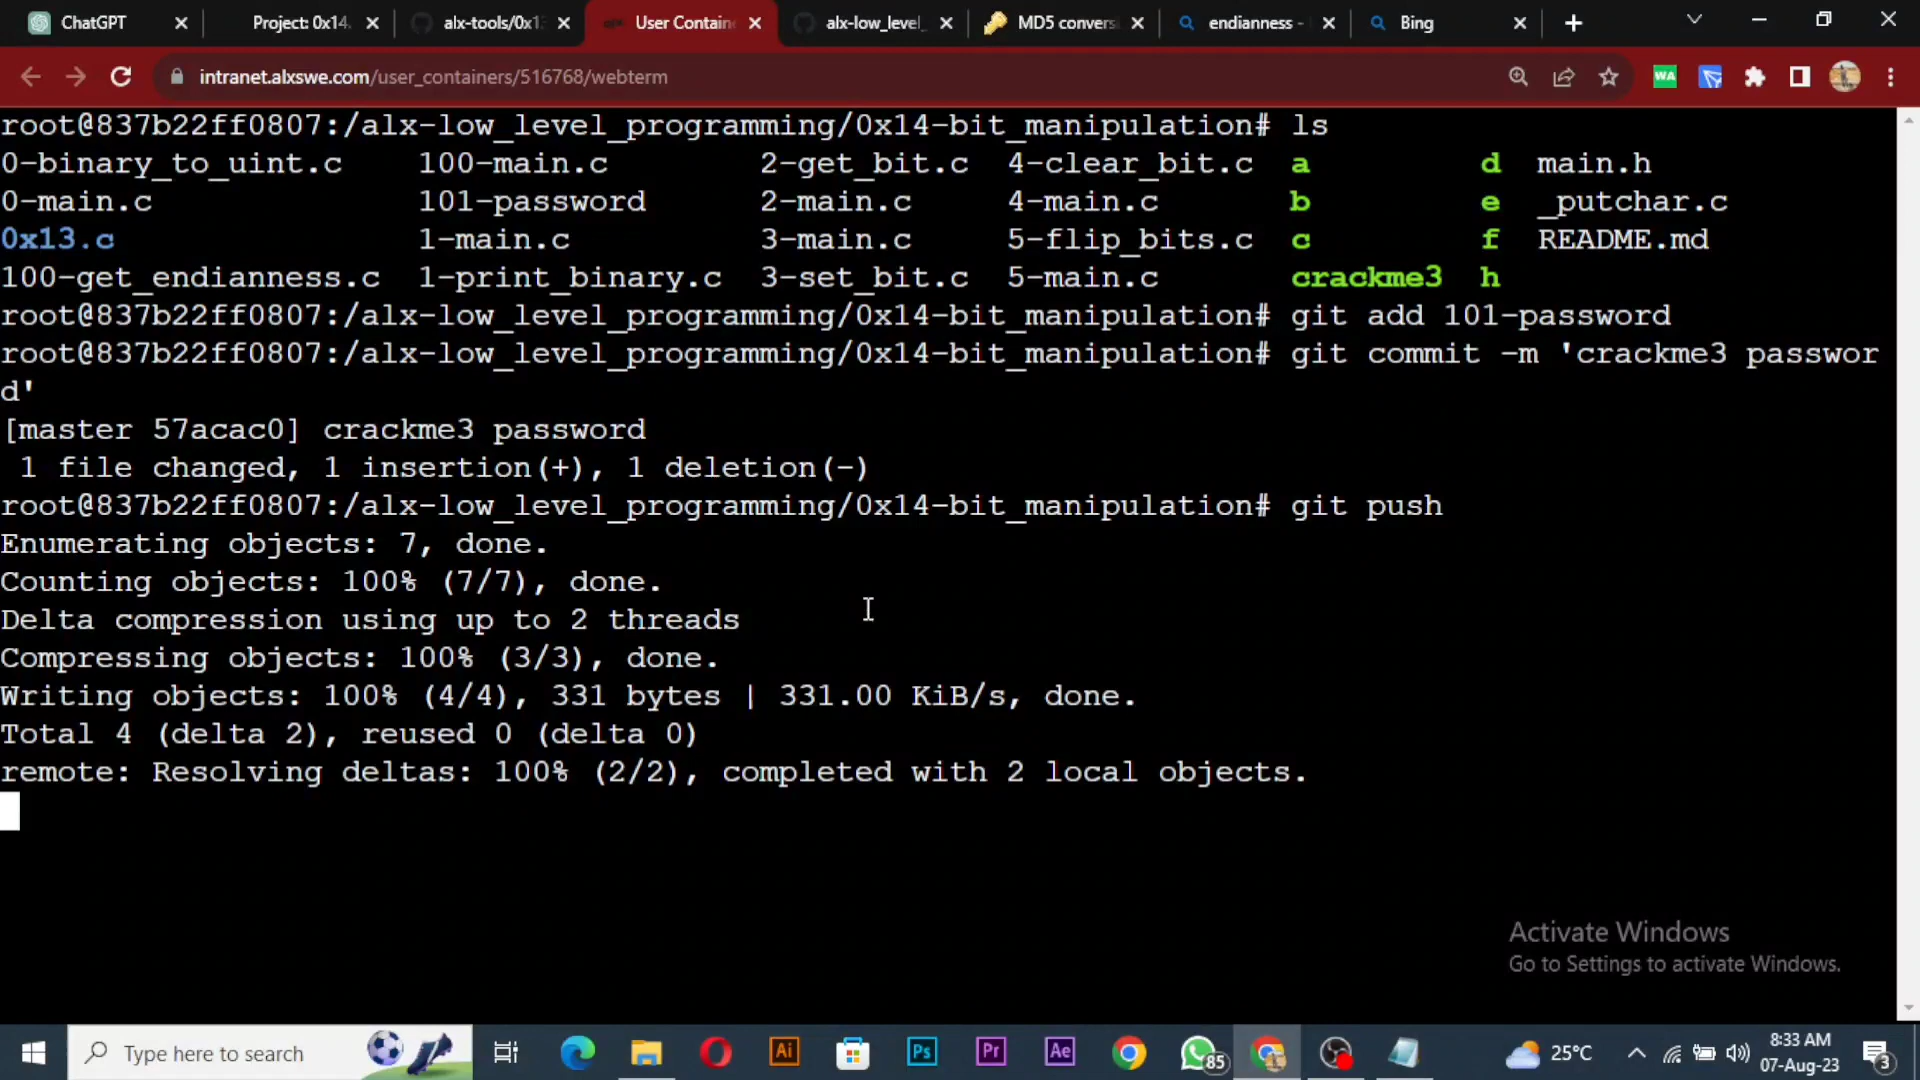 ChatGPT
Project: 0x14.
alx-tools/0x1
User Contain
alx-low_level_
MD5 convers
endianness -
Bing
intranet.alxswe.com/user_containers/516768/webterm
WA
root@837b22ff0807:/alx-low_level_programming/0x14-bit_manipulation# ls
0-binary_to_uint.c 100-main.c 2-get_bit.c 4-clear_bit.c a d main.h
0-main.c 101-password 2-main.c 4-main.c b e _putchar.c
0x13.c 1-main.c 3-main.c 5-flip_bits.c c f README.md
100-get_endianness.c 1-print_binary.c 3-set_bit.c 5-main.c crackme3 h
root@837b22ff0807:/alx-low_level_programming/0x14-bit_manipulation# git add 101-password
root@837b22ff0807:/alx-low_level_programming/0x14-bit_manipulation# git commit -m 'crackme3 passwor
d'
[master 57acac0] crackme3 password
1 file changed, 1 insertion(+), 1 deletion(-)
root@837b22ff0807:/alx-low_level_programming/0x14-bit_manipulation# git push
Enumerating objects: 7, done.
Counting objects: 100% (7/7), done.
Delta compression using up to 2 threads
Compressing objects: 100% (3/3), done.
Writing objects: 100% (4/4), 331 bytes | 331.00 KiB/s, done.
Total 4 (delta 2), reused 0 (delta 0)
remote: Resolving deltas: 100% (2/2), completed with 2 local objects.
Activate Windows
Go to Settings to activate Windows.
Type here to search
Ai
Ps
Pr
Ae
85
25°C
8:33 AM
07-Aug-23
3